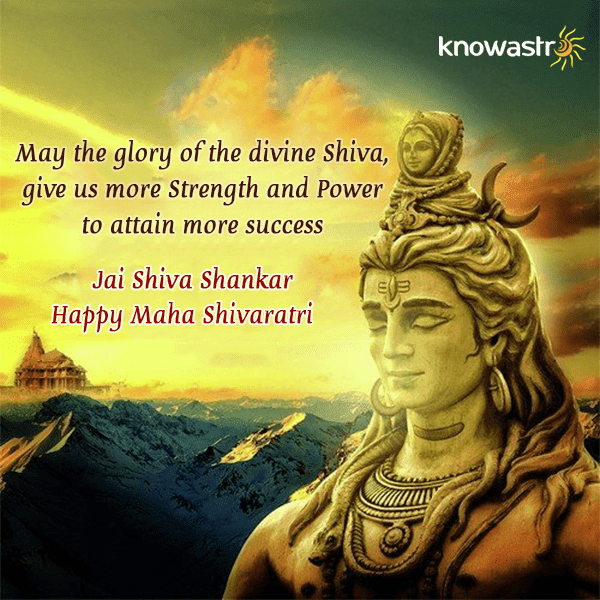 knowastro
May the glory of the divine Shiva,
give us more Strength and Power
to attain more success
Jai Shiva Shankar
Happy Maha Shivaratri